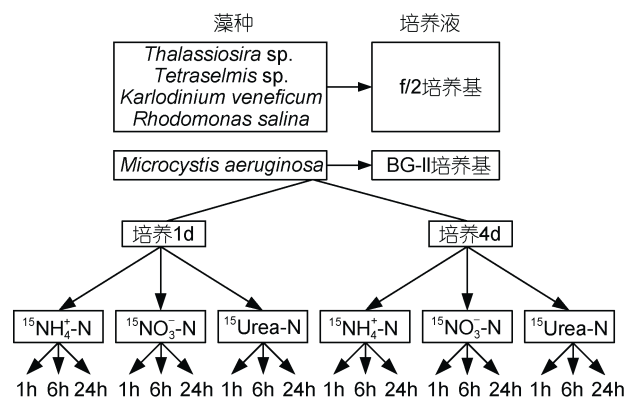 藻种 培养液
Thalassiosira sp.
Tetraselmis sp.
Karlodinium veneficum
Rhodomonas salina
f/2培养基
Microcystis aeruginosa BG-II培养基
培养1d 培养4d
¹⁵NH₄⁺-N ¹⁵NO₃⁻-N ¹⁵Urea-N ¹⁵NH₄⁺-N ¹⁵NO₃⁻-N ¹⁵Urea-N
1h 6h 24h 1h 6h 24h 1h 6h 24h 1h 6h 24h 1h 6h 24h 1h 6h 24h